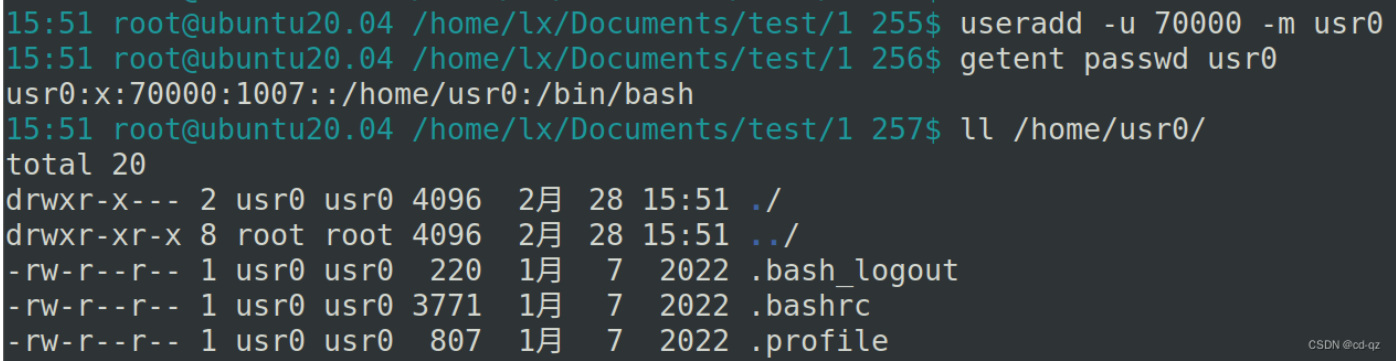 15:51 root@ubuntu20.04 /home/lx/Documents/test/1 255$ useradd -u 70000 -m usr0
15:51 root@ubuntu20.04 /home/lx/Documents/test/1 256$ getent passwd usr0
usr0:x:70000:1007::/home/usr0:/bin/bash
15:51 root@ubuntu20.04 /home/lx/Documents/test/1 257$ ll /home/usr0/
total 20
drwxr-x--- 2 usr0 usr0 4096  2月  28 15:51 ./
drwxr-xr-x 8 root root 4096  2月  28 15:51 ../
-rw-r--r-- 1 usr0 usr0  220  1月   7  2022 .bash_logout
-rw-r--r-- 1 usr0 usr0 3771  1月   7  2022 .bashrc
-rw-r--r-- 1 usr0 usr0  807  1月   7  2022 .profile
CSDN @cd-qz